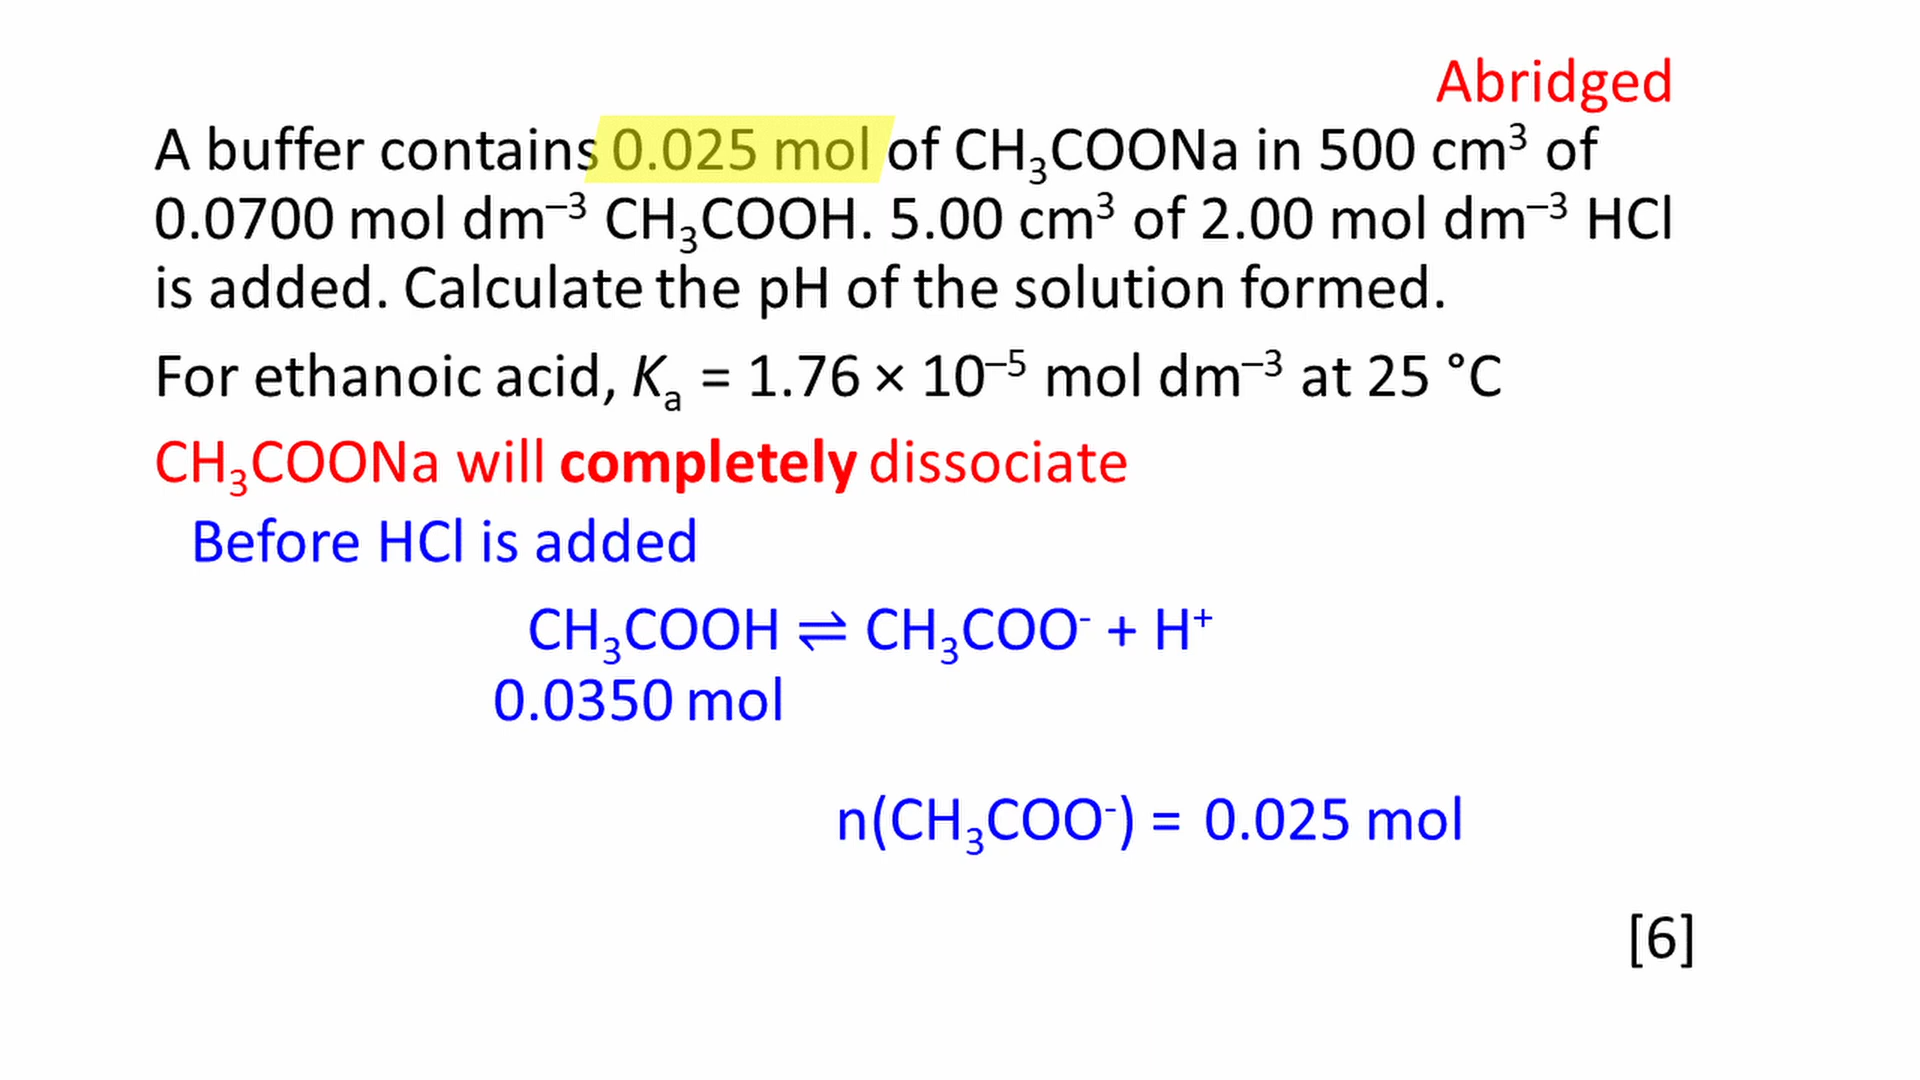 Abridged
A buffer contains 0.025 mol of CH₃COONa in 500 cm³ of
0.0700 mol dm⁻³ CH₃COOH. 5.00 cm³ of 2.00 mol dm⁻³ HCl
is added. Calculate the pH of the solution formed.
For ethanoic acid, Kₐ = 1.76 × 10⁻⁵ mol dm⁻³ at 25 °C
CH₃COONa will completely dissociate
Before HCl is added
CH₃COOH ⇌ CH₃COO⁻ + H⁺
0.0350 mol
n(CH₃COO⁻) = 0.025 mol
[6]